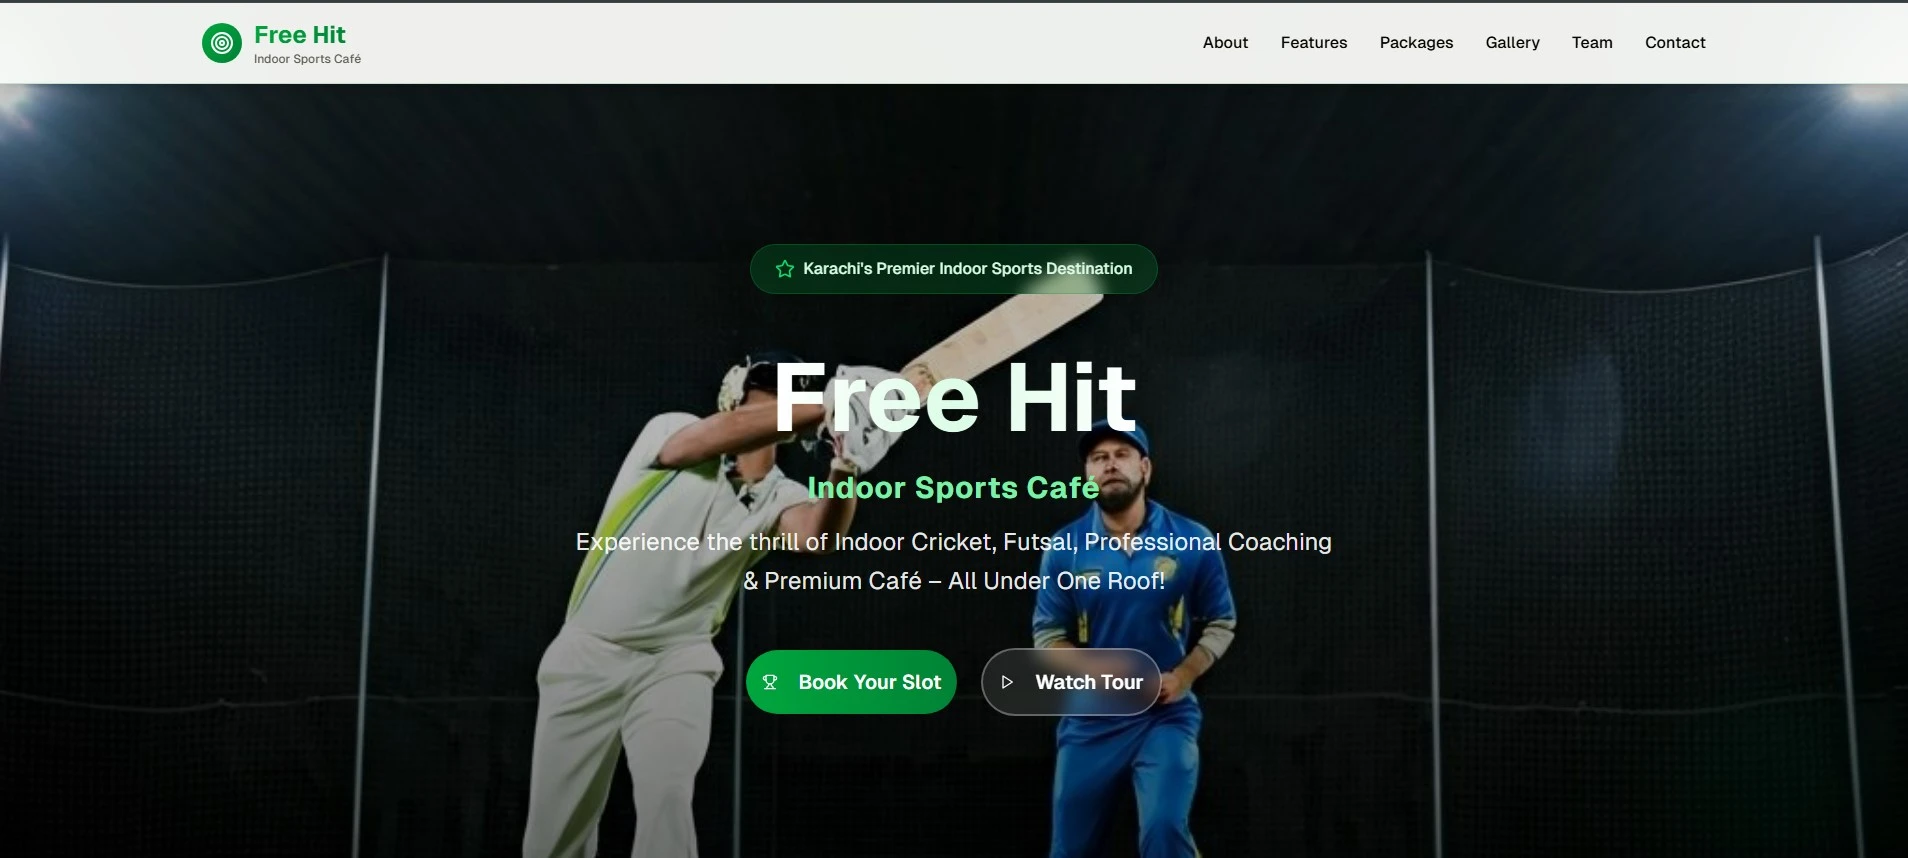 Free Hit
Indoor Sports Café
About
Features
Packages
Gallery
Team
Contact
Karachi's Premier Indoor Sports Destination
Free Hit
Indoor Sports Café
Experience the thrill of Indoor Cricket, Futsal, Professional Coaching
& Premium Café – All Under One Roof!
Book Your Slot
Watch Tour